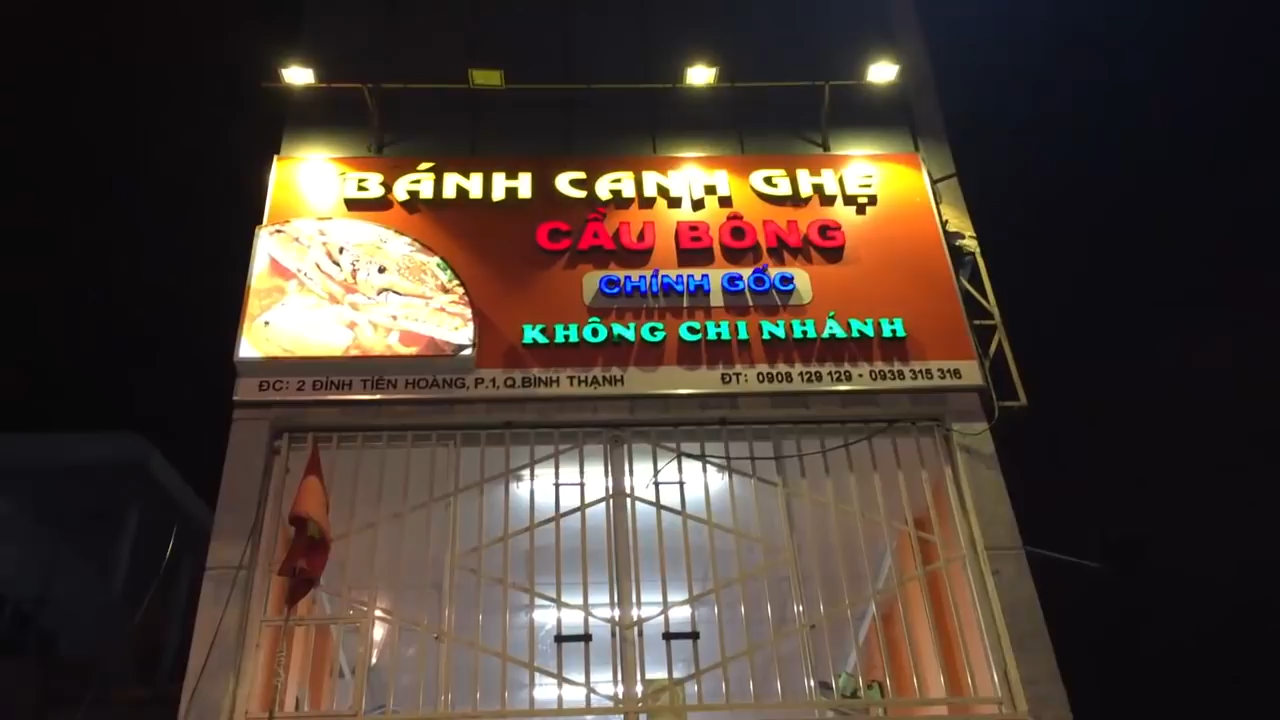 BÁNH CANH GHẸ
CẦU BÔNG
CHÍNH GỐC
KHÔNG CHI NHÁNH
ĐC: 2 ĐINH TIÊN HOÀNG, P.1, Q.BÌNH THẠNH
ĐT: 0908 129 129 - 0938 315 316